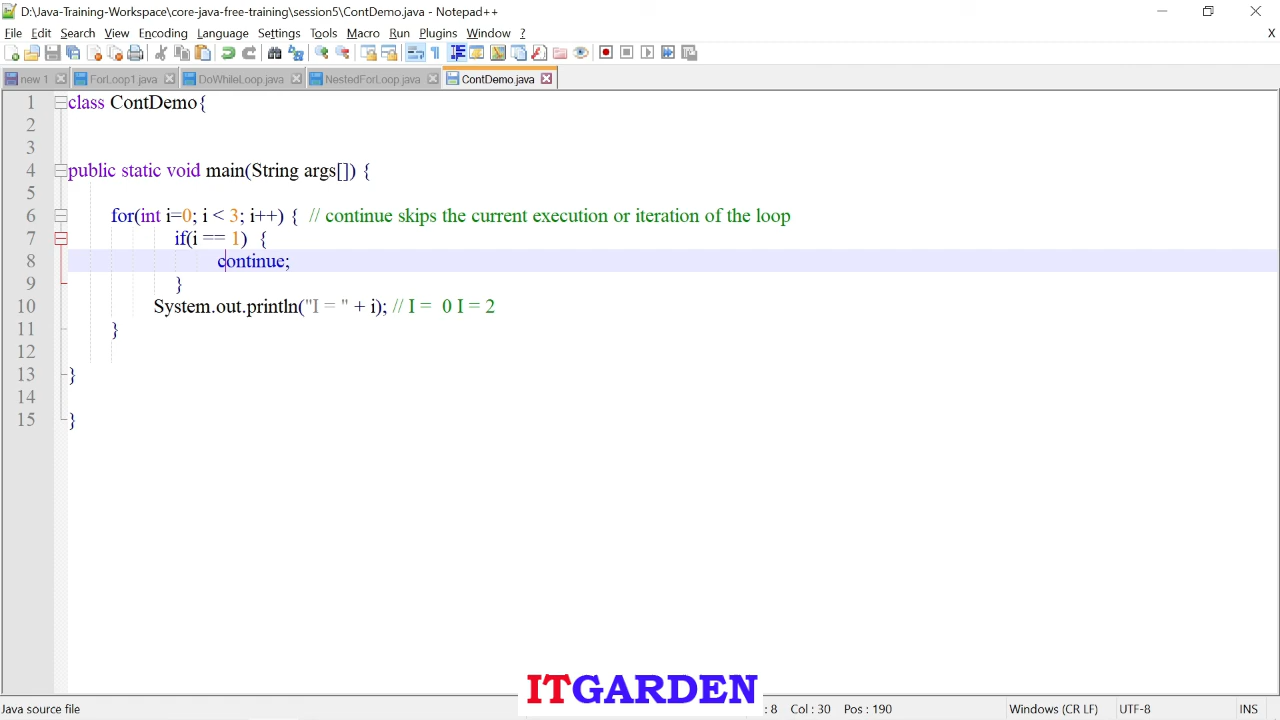 D:\Java-Training-Workspace\core-java-free-training\session5\ContDemo.java - Notepad++
File Edit Search View Encoding Language Settings Tools Macro Run Plugins Window ? X
new 1 ForLoop1.java DoWhileLoop.java NestedForLoop.java ContDemo.java
1 class ContDemo{
2
3
4 public static void main(String args[]) {
5
6 for(int i=0; i < 3; i++) { // continue skips the current execution or iteration of the loop
7 if(i == 1) {
8 continue;
9 }
10 System.out.println("I = " + i); // I = 0 I = 2
11 }
12
13 }
14
15 }
ITGARDEN
Java source file : 8 Col : 30 Pos : 190 Windows (CR LF) UTF-8 INS